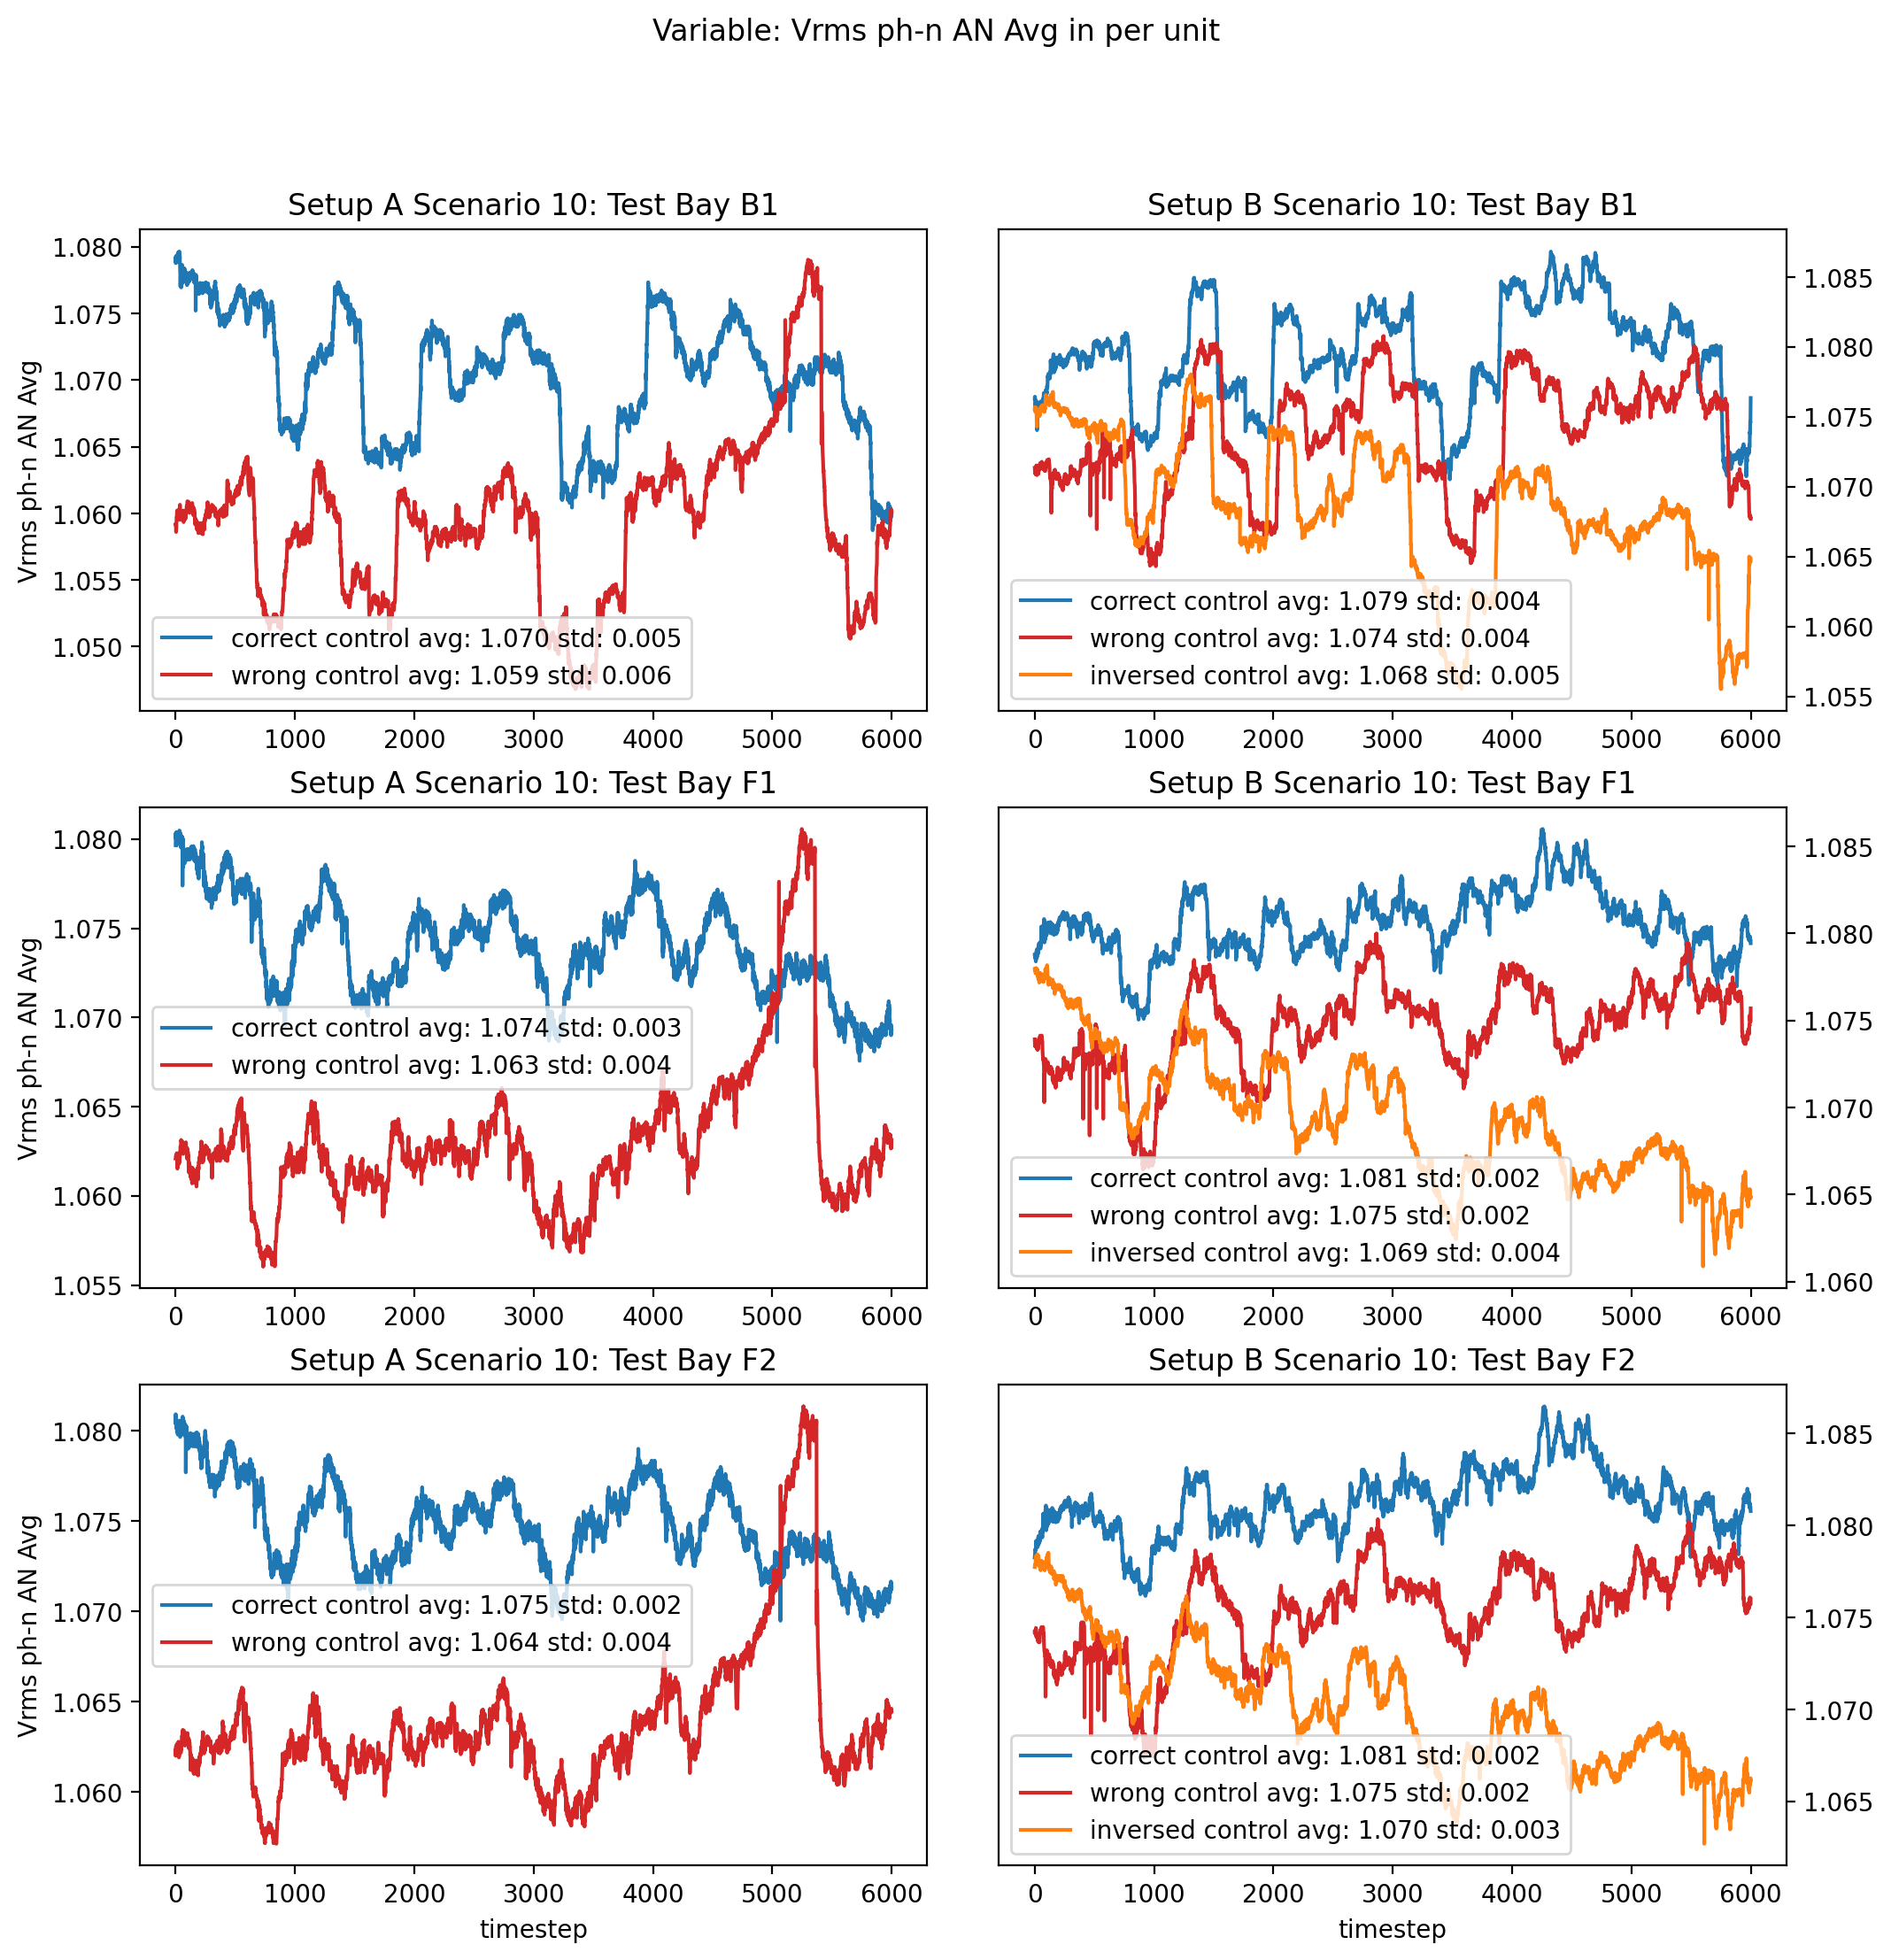 Variable: Vrms ph-n AN Avg in per unit
Setup A Scenario 10: Test Bay B1
Vrms ph-n AN Avg
1.080
1.075
1.070
1.065
1.060
1.055
1.050
correct control avg: 1.070 std: 0.005
wrong control avg: 1.059 std: 0.006
0 1000 2000 3000 4000 5000 6000
Setup B Scenario 10: Test Bay B1
1.085
1.080
1.075
1.070
1.065
1.060
1.055
correct control avg: 1.079 std: 0.004
wrong control avg: 1.074 std: 0.004
inversed control avg: 1.068 std: 0.005
0 1000 2000 3000 4000 5000 6000
Setup A Scenario 10: Test Bay F1
Vrms ph-n AN Avg
1.080
1.075
1.070
1.065
1.060
1.055
correct control avg: 1.074 std: 0.003
wrong control avg: 1.063 std: 0.004
0 1000 2000 3000 4000 5000 6000
Setup B Scenario 10: Test Bay F1
1.085
1.080
1.075
1.070
1.065
1.060
correct control avg: 1.081 std: 0.002
wrong control avg: 1.075 std: 0.002
inversed control avg: 1.069 std: 0.004
0 1000 2000 3000 4000 5000 6000
Setup A Scenario 10: Test Bay F2
Vrms ph-n AN Avg
1.080
1.075
1.070
1.065
1.060
correct control avg: 1.075 std: 0.002
wrong control avg: 1.064 std: 0.004
0 1000 2000 3000 4000 5000 6000
timestep
Setup B Scenario 10: Test Bay F2
1.085
1.080
1.075
1.070
1.065
correct control avg: 1.081 std: 0.002
wrong control avg: 1.075 std: 0.002
inversed control avg: 1.070 std: 0.003
0 1000 2000 3000 4000 5000 6000
timestep